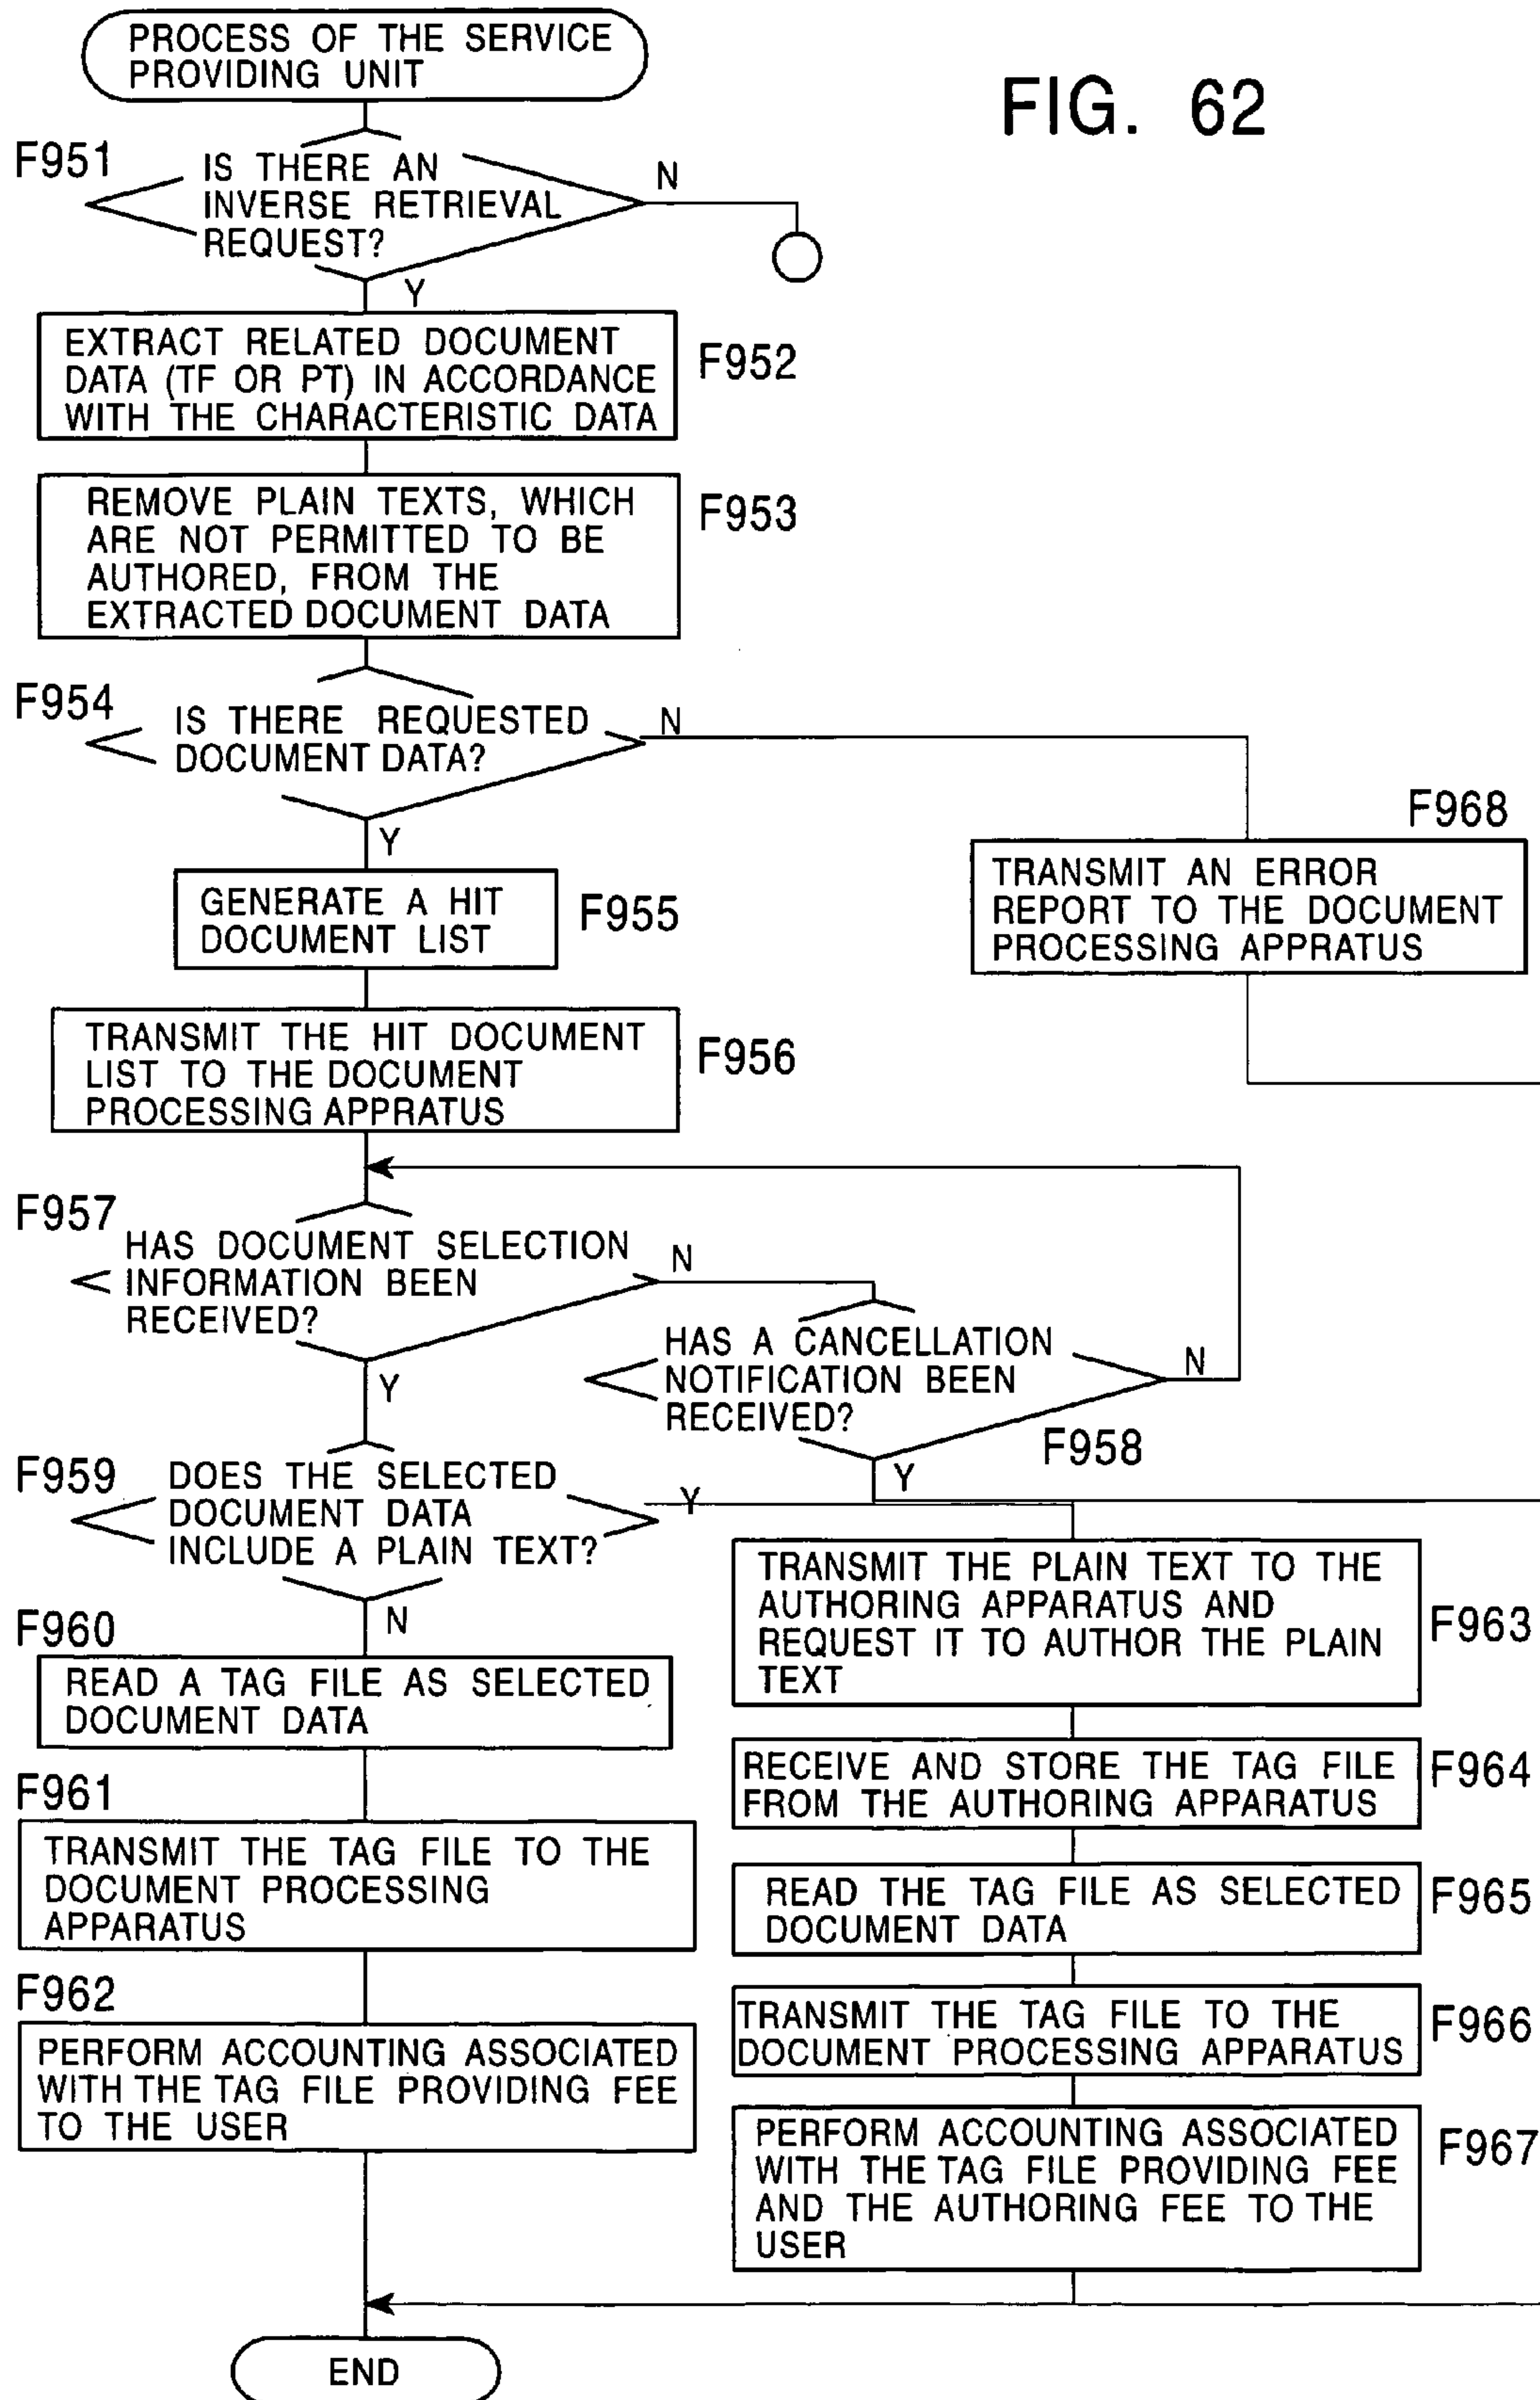 PROCESS OF THE SERVICE
PROVIDING UNIT
FIG. 62
F951
IS THERE AN
INVERSE RETRIEVAL
REQUEST?
N
Y
EXTRACT RELATED DOCUMENT
DATA (TF OR PT) IN ACCORDANCE
WITH THE CHARACTERISTIC DATA
F952
REMOVE PLAIN TEXTS, WHICH
ARE NOT PERMITTED TO BE
AUTHORED, FROM THE
EXTRACTED DOCUMENT DATA
F953
F954
IS THERE REQUESTED
DOCUMENT DATA?
N
Y
F968
TRANSMIT AN ERROR
REPORT TO THE DOCUMENT
PROCESSING APPRATUS
GENERATE A HIT
DOCUMENT LIST
F955
TRANSMIT THE HIT DOCUMENT
LIST TO THE DOCUMENT
PROCESSING APPRATUS
F956
F957
HAS DOCUMENT SELECTION
INFORMATION BEEN
RECEIVED?
N
Y
HAS A CANCELLATION
NOTIFICATION BEEN
RECEIVED?
N
F958
Y
F959
DOES THE SELECTED
DOCUMENT DATA
INCLUDE A PLAIN TEXT?
Y
N
F960
READ A TAG FILE AS SELECTED
DOCUMENT DATA
F961
TRANSMIT THE TAG FILE TO THE
DOCUMENT PROCESSING
APPARATUS
F962
PERFORM ACCOUNTING ASSOCIATED
WITH THE TAG FILE PROVIDING FEE
TO THE USER
TRANSMIT THE PLAIN TEXT TO THE
AUTHORING APPARATUS AND
REQUEST IT TO AUTHOR THE PLAIN
TEXT
F963
RECEIVE AND STORE THE TAG FILE
FROM THE AUTHORING APPARATUS
F964
READ THE TAG FILE AS SELECTED
DOCUMENT DATA
F965
TRANSMIT THE TAG FILE TO THE
DOCUMENT PROCESSING APPARATUS
F966
PERFORM ACCOUNTING ASSOCIATED
WITH THE TAG FILE PROVIDING FEE
AND THE AUTHORING FEE TO THE
USER
F967
END